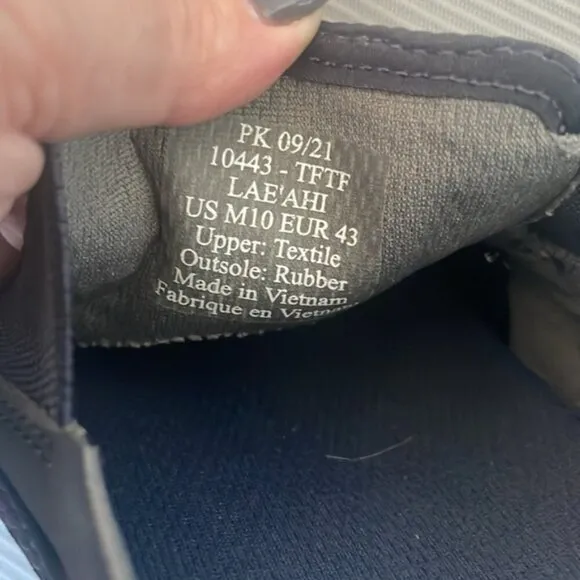 PK 09/21
10443 - TFTF
LAE'AHI
US M10 EUR 43
Upper: Textile
Outsole: Rubber
Made in Vietnam
Fabrique en Vietnam